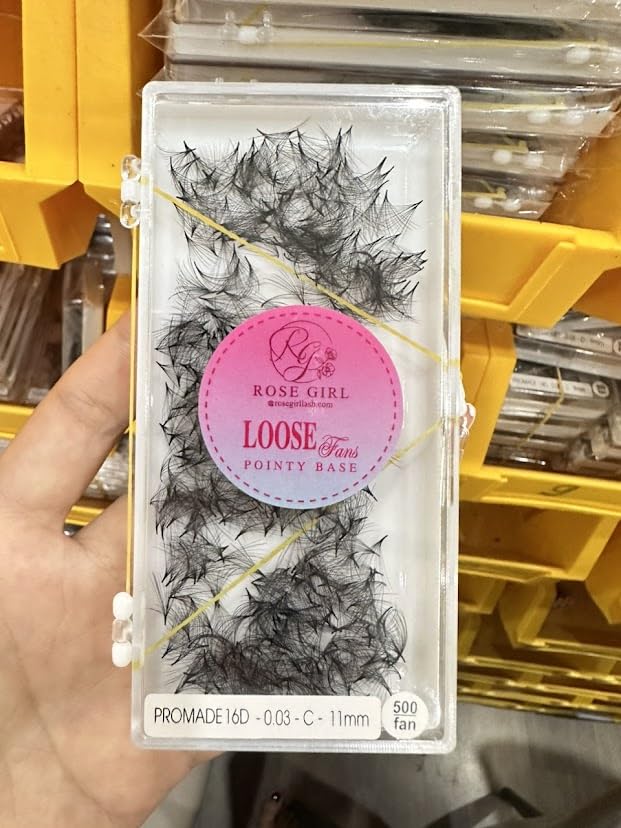 RG
ROSE GIRL
@rosegirllash.com
LOOSE Fans
POINTY BASE
PROMADE 16D - 0.03 - C - 11mm
500
fan